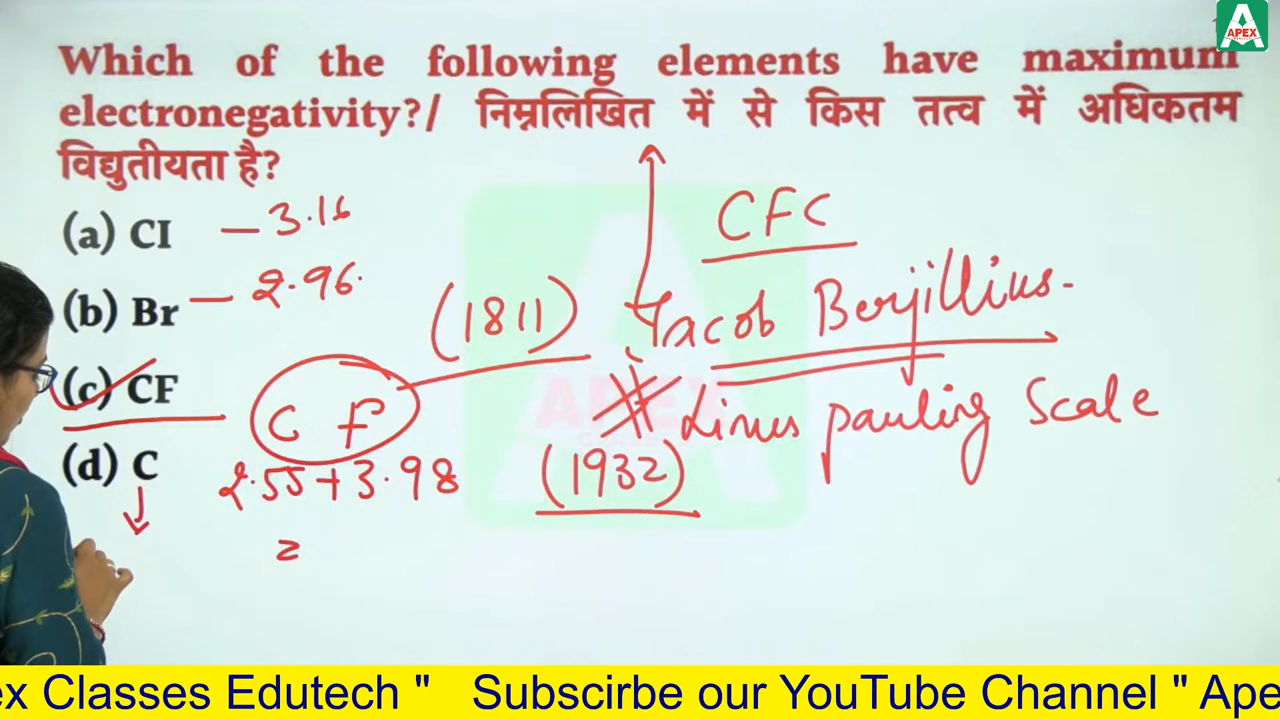 APEX
Which of the following elements have maximum
electronegativity?/ निम्नलिखित में से किस तत्व में अधिकतम
विद्युतीयता है?
(a) CI – 3.16
(b) Br – 2.96.
(c) CF
(d) C
CFC
(1811) Jacob Berjillius.
C F
Linus pauling Scale
2.55+3.98
(1932)
=
APEX
ex Classes Edutech " Subscirbe our YouTube Channel " Ape